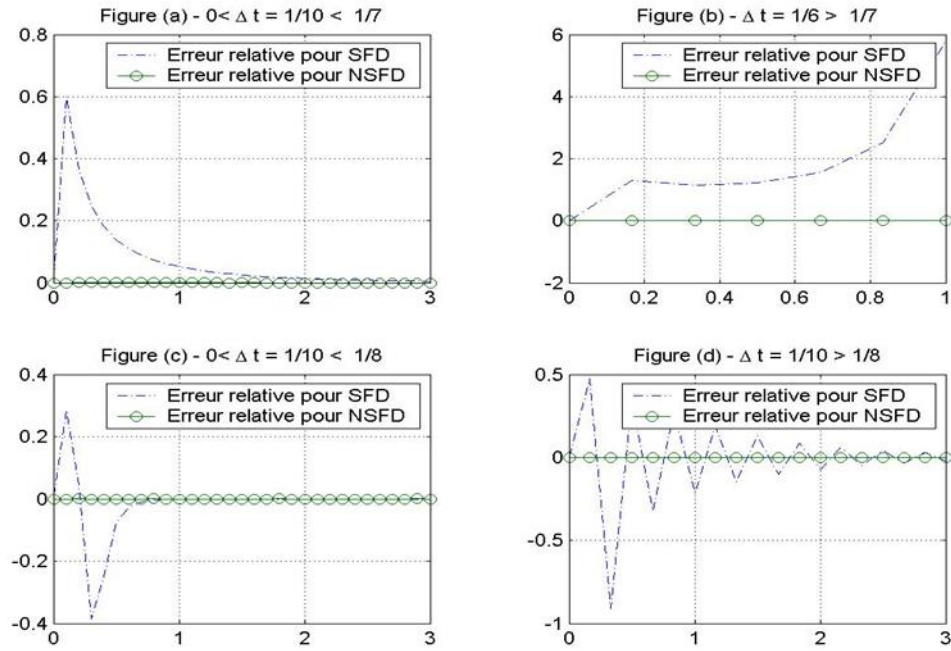 Figure (a) - 0< Δ t = 1/10 < 1/7
0.8
0.6
0.4
0.2
0
0 1 2 3
Erreur relative pour SFD
Erreur relative pour NSFD
Figure (b) - Δ t = 1/6 > 1/7
6
4
2
0
-2
0 0.2 0.4 0.6 0.8 1
Erreur relative pour SFD
Erreur relative pour NSFD
Figure (c) - 0< Δ t = 1/10 < 1/8
0.4
0.2
0
-0.2
-0.4
0 1 2 3
Erreur relative pour SFD
Erreur relative pour NSFD
Figure (d) - Δ t = 1/10 > 1/8
0.5
0
-0.5
-1
0 1 2 3
Erreur relative pour SFD
Erreur relative pour NSFD